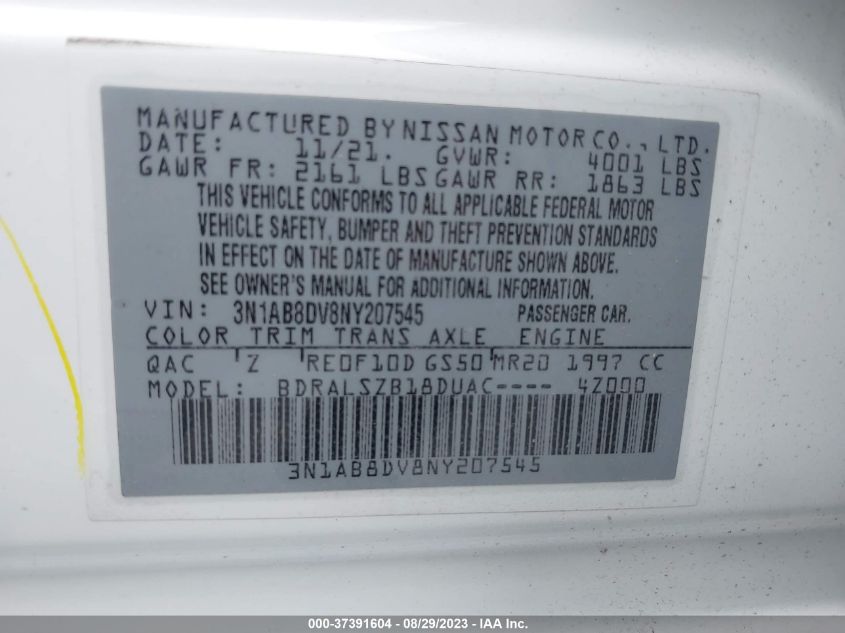 MANUFACTURED BY NISSAN MOTOR CO., LTD.
DATE: 11/21. GVWR: 4001 LBS
GAWR FR: 2161 LBS GAWR RR: 1863 LBS
THIS VEHICLE CONFORMS TO ALL APPLICABLE FEDERAL MOTOR
VEHICLE SAFETY, BUMPER AND THEFT PREVENTION STANDARDS
IN EFFECT ON THE DATE OF MANUFACTURE SHOWN ABOVE.
SEE OWNER'S MANUAL FOR ADDITIONAL INFORMATION.
VIN: 3N1AB8DV8NY207545 PASSENGER CAR.
COLOR TRIM TRANS AXLE ENGINE
QAC Z RE0F10D GS50 MR20 1997 CC
MODEL: BDRALSZB18DUAC---- 4Z000
3N1AB8DV8NY207545
000-37391604 - 08/29/2023 - IAA Inc.